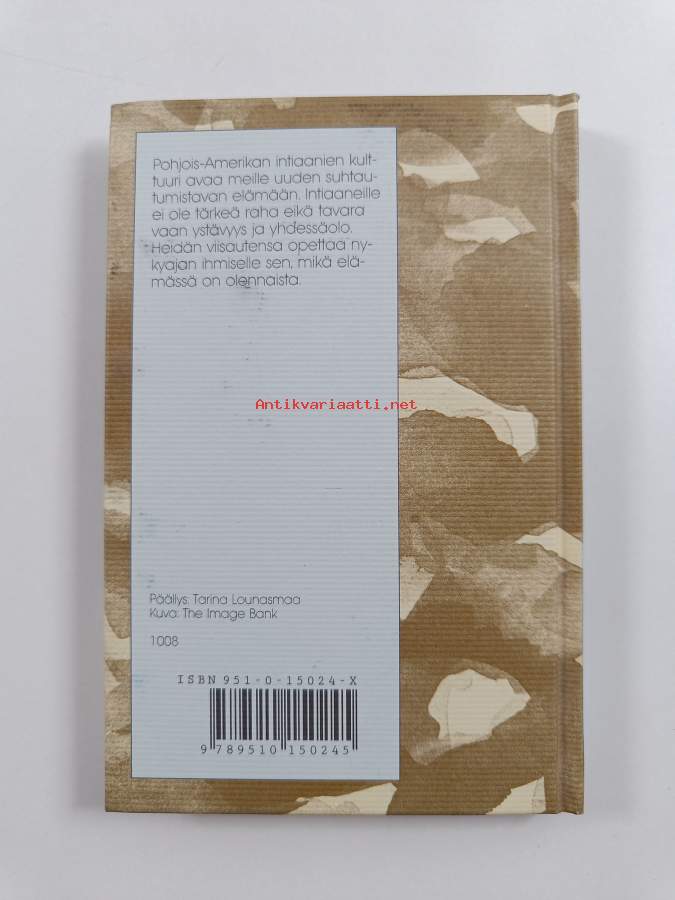 Pohjois-Amerikan intiaanien kult-
tuuri avaa meille uuden suhtau-
tumistavan elämään. Intiaaneille
ei ole tärkeä raha eikä tavara
vaan ystävyys ja yhdessäolo.
Heidän viisautensa opettaa ny-
kyajan ihmiselle sen, mikä elä-
mässä on olennaista.
Antikvariaatti.net
Päällys: Tarina Lounasmaa
Kuva: The Image Bank
1008
ISBN 951-0-15024-X
9 789510 150245